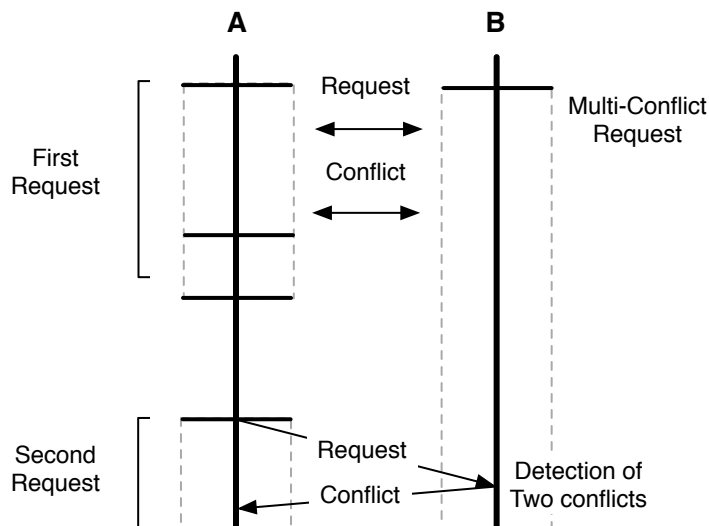 A
B
Request
Multi-Conflict
Request
First
Request
Conflict
Second
Request
Request
Conflict
Detection of
Two conflicts